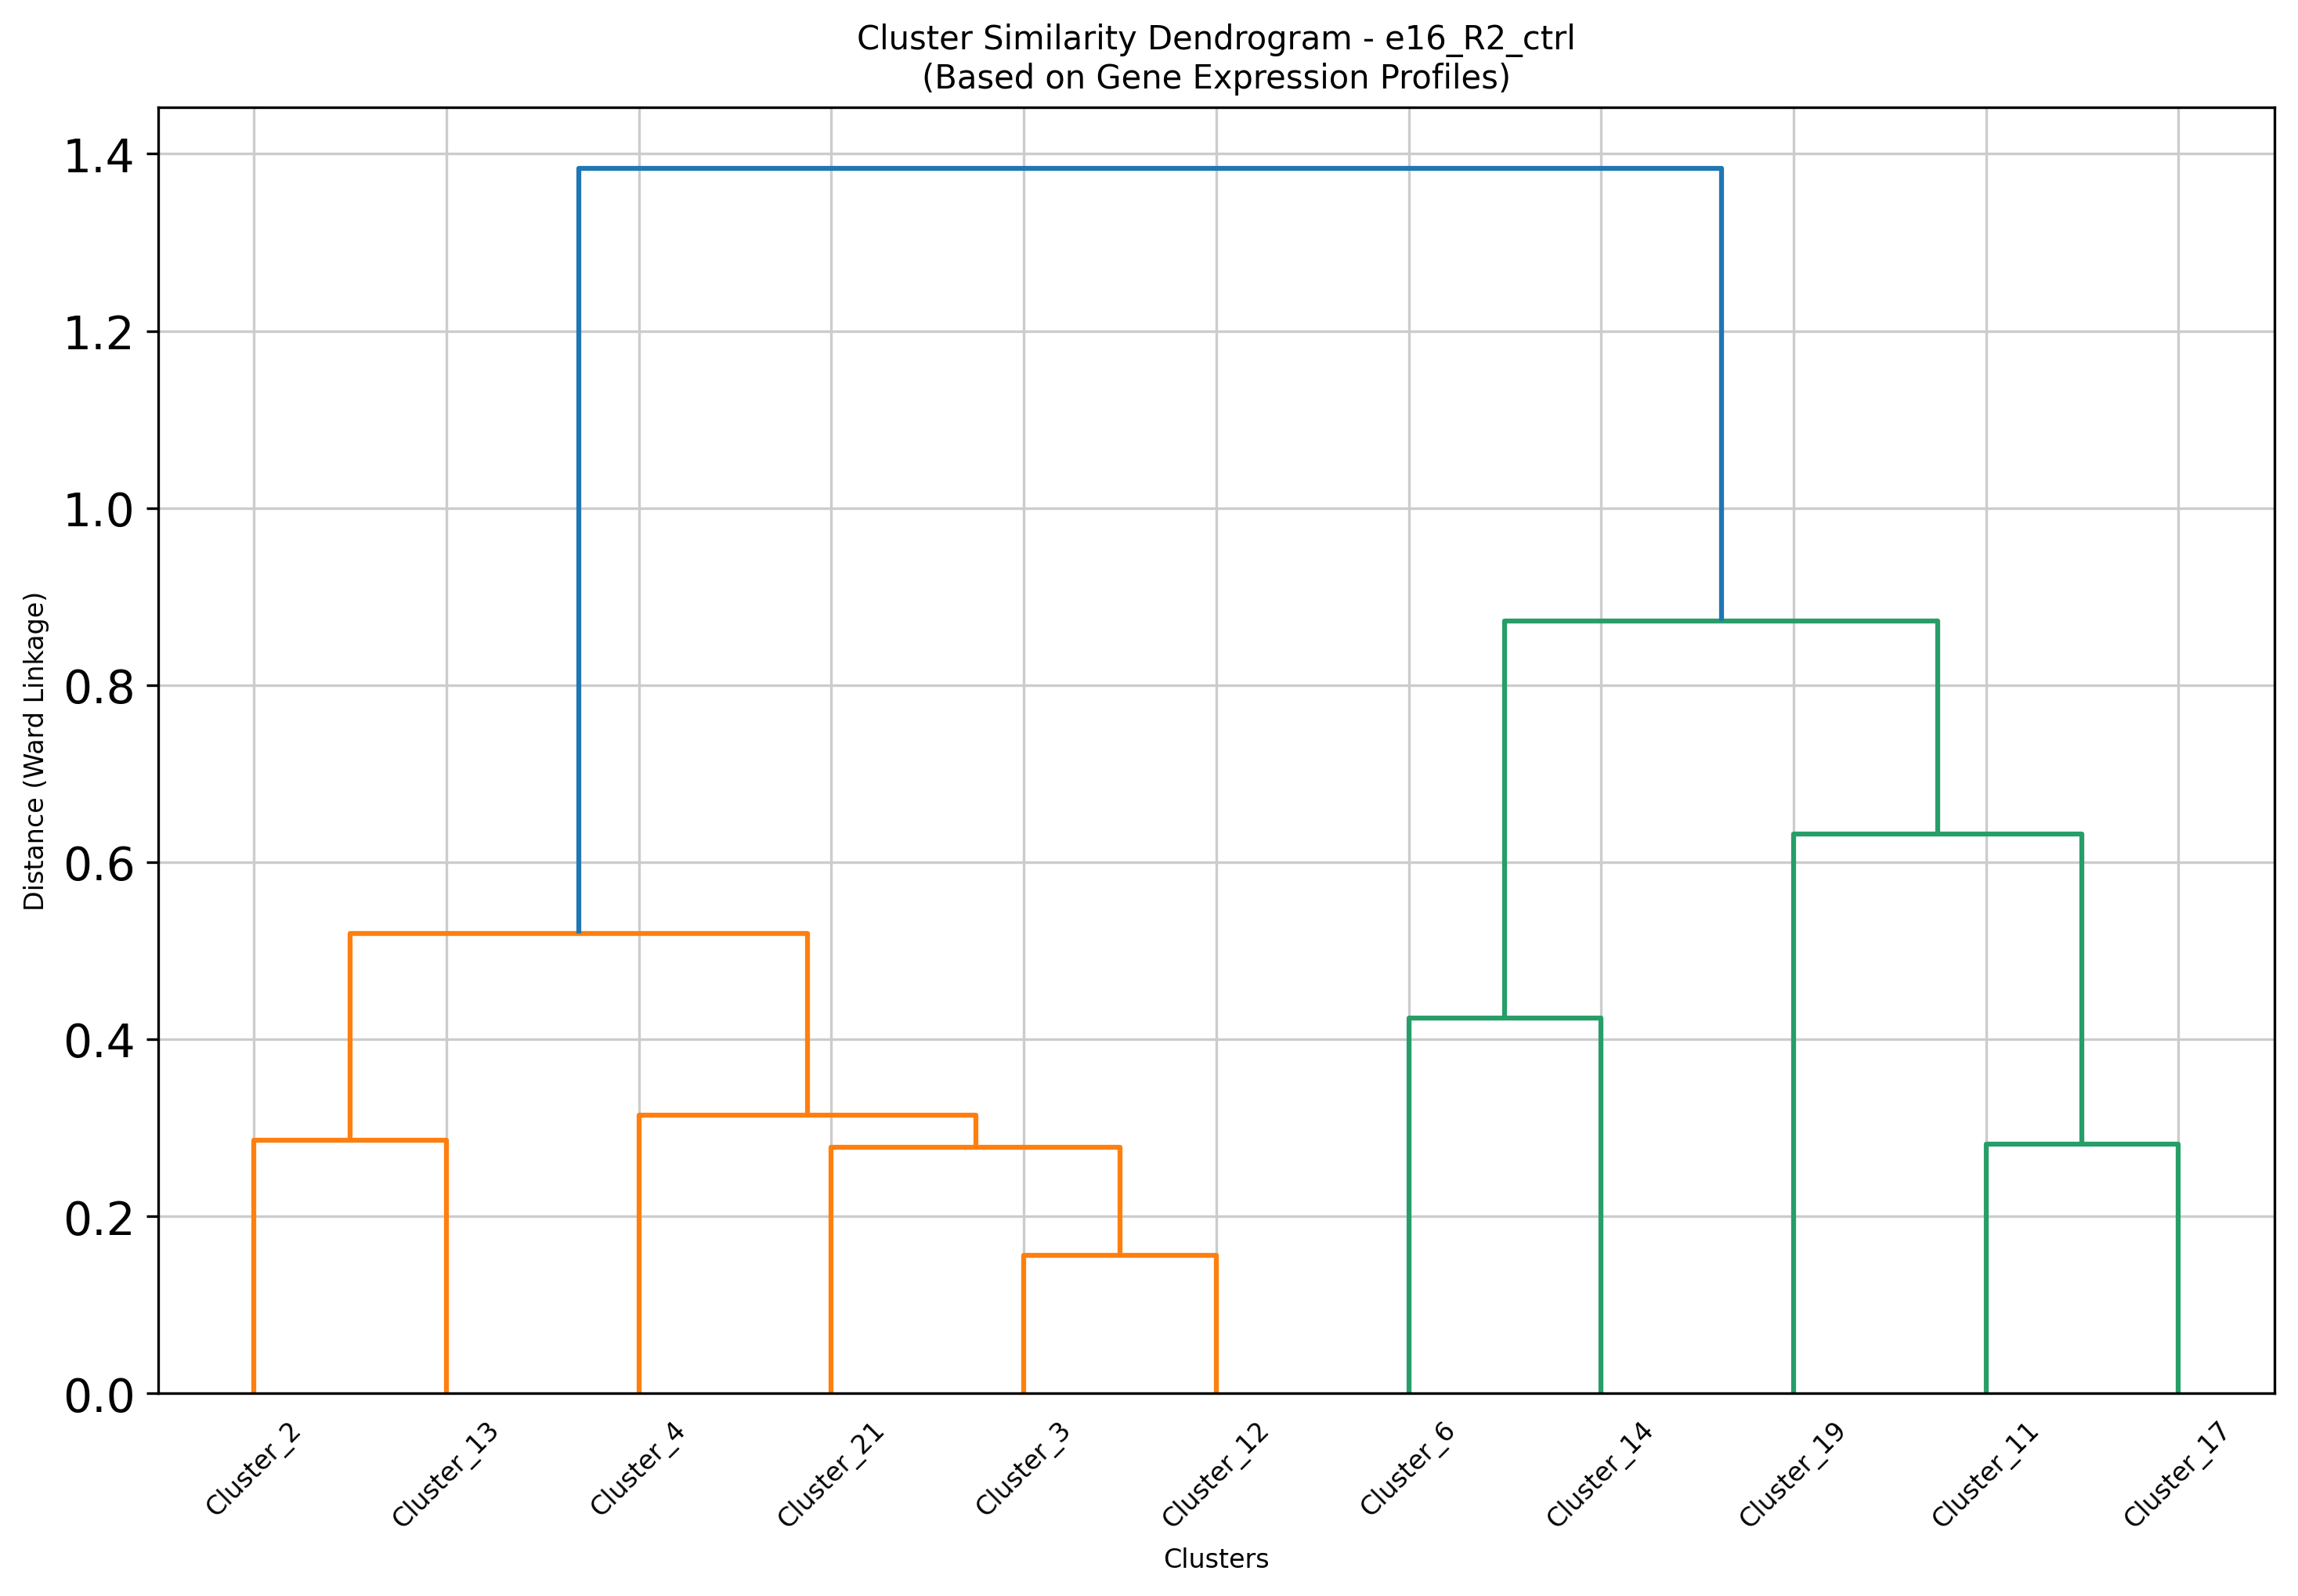 Cluster Similarity Dendrogram - e16_R2_ctrl
(Based on Gene Expression Profiles)
Distance (Ward Linkage)
1.4
1.2
1.0
0.8
0.6
0.4
0.2
0.0
Cluster_2
Cluster_13
Cluster_4
Cluster_21
Cluster_3
Cluster_12
Cluster_6
Cluster_14
Cluster_19
Cluster_11
Cluster_17
Clusters